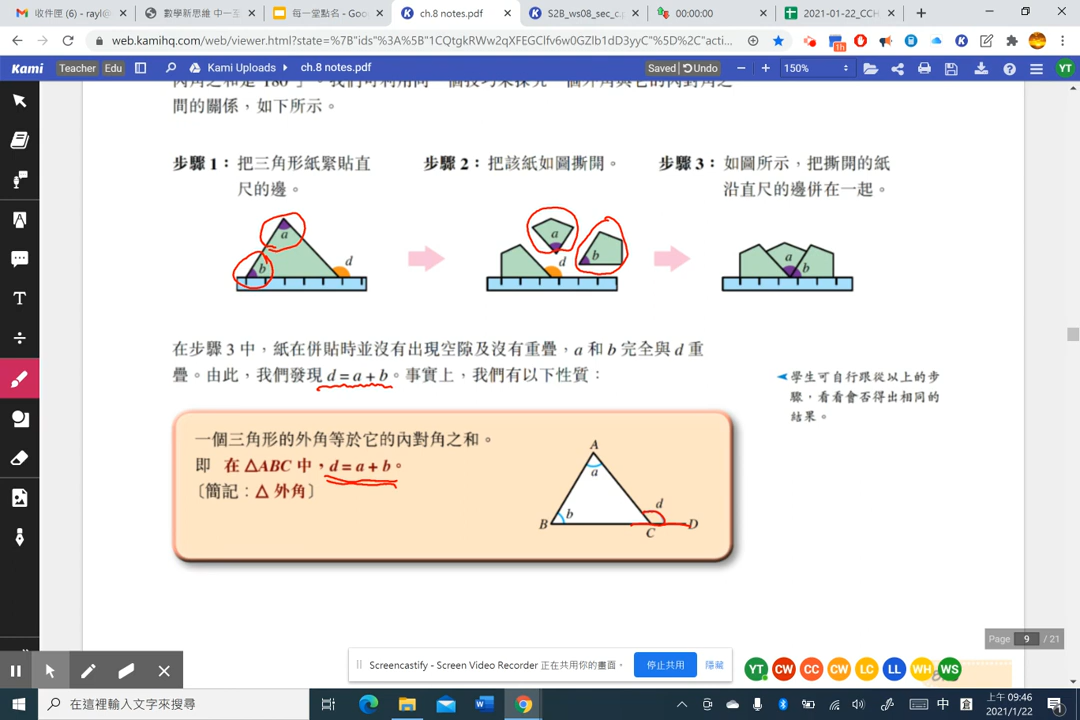 收件匣 (6) - rayl@
數學新思維 中一至
每一堂點名 - Goo
ch.8 notes.pdf
S2B_ws08_sec_c.p
00:00:00
2021-01-22_CCH
web.kamihq.com/web/viewer.html?state=%7B"ids"%3A%5B"1CQtgkRWw2qXFEGClfv6w0GZlb1dD3yyC"%5D%2C"acti...
1h
Kami
Teacher
Edu
Kami Uploads
ch.8 notes.pdf
Saved
Undo
150%
YT
間的關係,如下所示。
步驟 1:把三角形紙緊貼直
尺的邊。
步驟 2:把該紙如圖撕開。
步驟 3:如圖所示,把撕開的紙
沿直尺的邊併在一起。
a
b
d
a
b
d
a
b
在步驟 3 中,紙在併貼時並沒有出現空隙及沒有重疊,a 和 b 完全與 d 重
疊。由此,我們發現 d = a + b。事實上,我們有以下性質:
學生可自行跟從以上的步
驟,看看會否得出相同的
結果。
一個三角形的外角等於它的內對角之和。
即 在 △ABC 中,d = a + b。
〔簡記:△ 外角〕
A
a
b
d
B
C
D
Page 9 / 21
Screencastify - Screen Video Recorder 正在共用你的畫面。
停止共用
隱藏
YT CW CC CW LC LL WH WS
在這裡輸入文字來搜尋
中
上午 09:46
2021/1/22